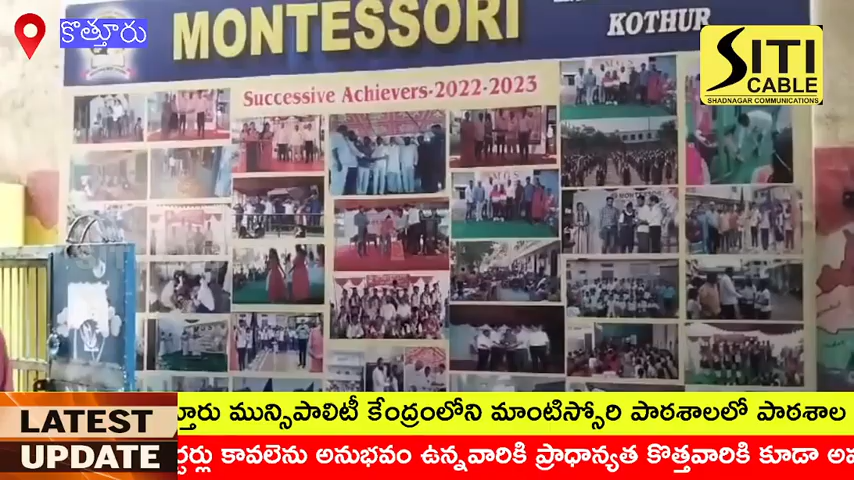 కొత్తూరు
MONTESSORI
KOTHUR
SITI
CABLE
SHADNAGAR COMMUNICATIONS
Successive Achievers-2022-2023
LATEST
UPDATE
మున్సిపాలిటీ కేంద్రంలోని మాంటిస్సోరి పాఠశాలలో పాఠశాల
కావలెను అనుభవం ఉన్నవారికి ప్రాధాన్యత కొత్తవారికి కూడా